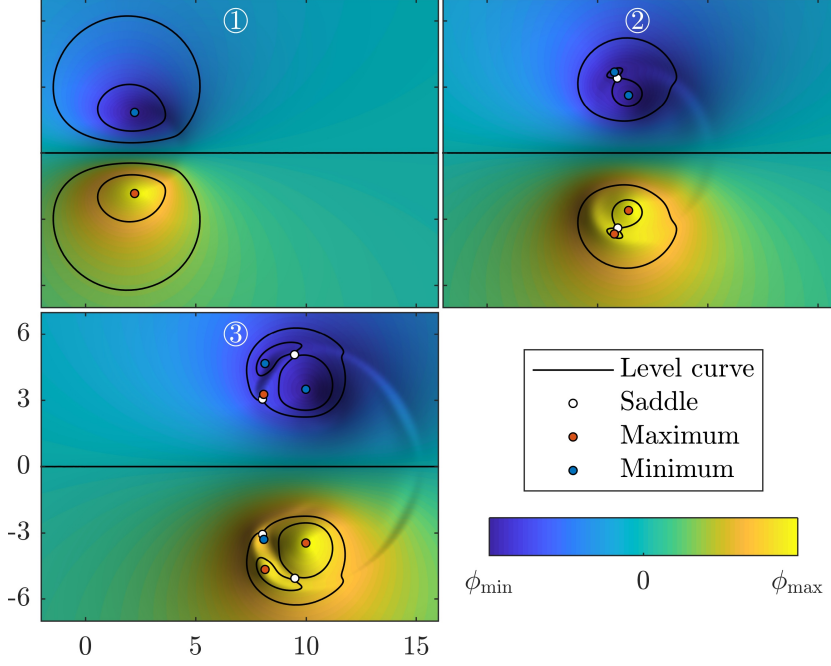 ① ②
③
6
3
0
-3
-6
0 5 10 15
Level curve
Saddle
Maximum
Minimum
ϕmin 0 ϕmax